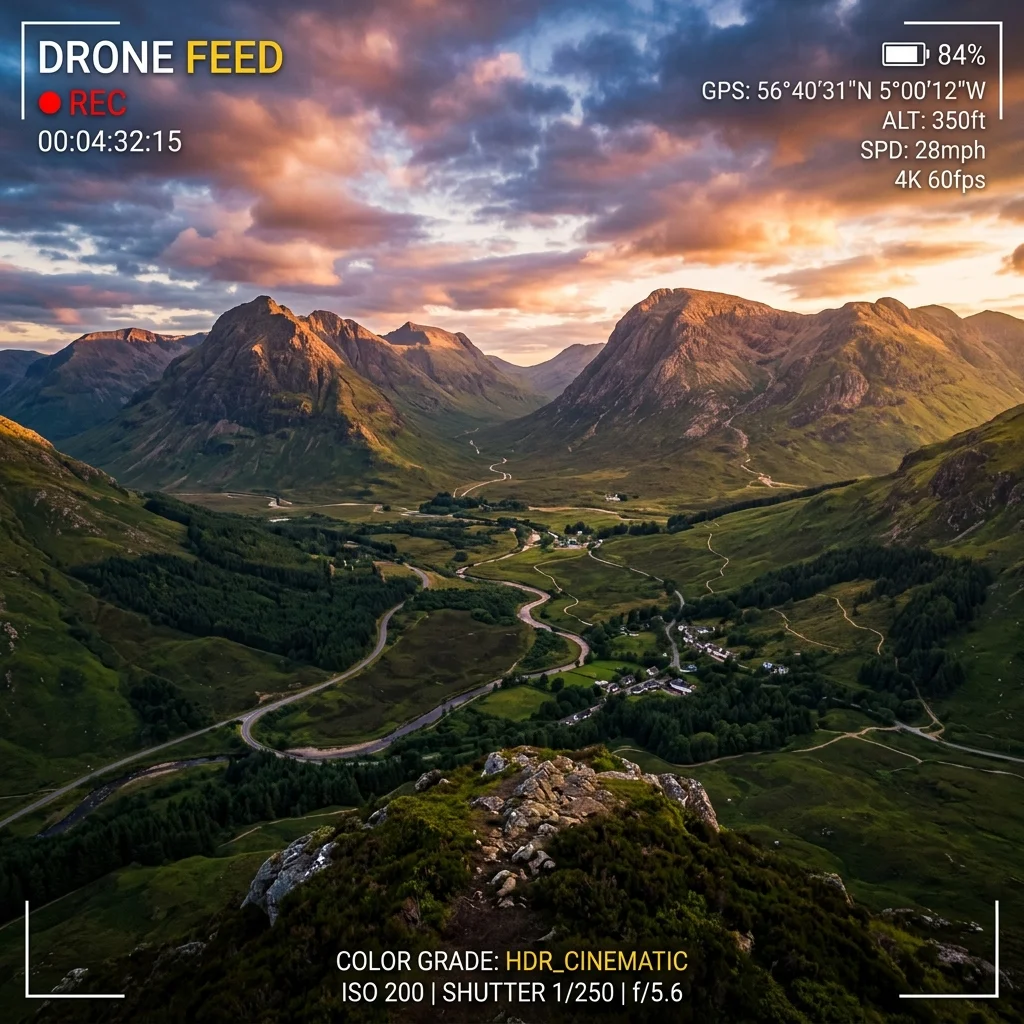 DRONE FEED
REC
00:04:32:15
84%
GPS: 56°40'31"N 5°00'12"W
ALT: 350ft
SPD: 28mph
4K 60fps
COLOR GRADE: HDR_CINEMATIC
ISO 200 | SHUTTER 1/250 | f/5.6